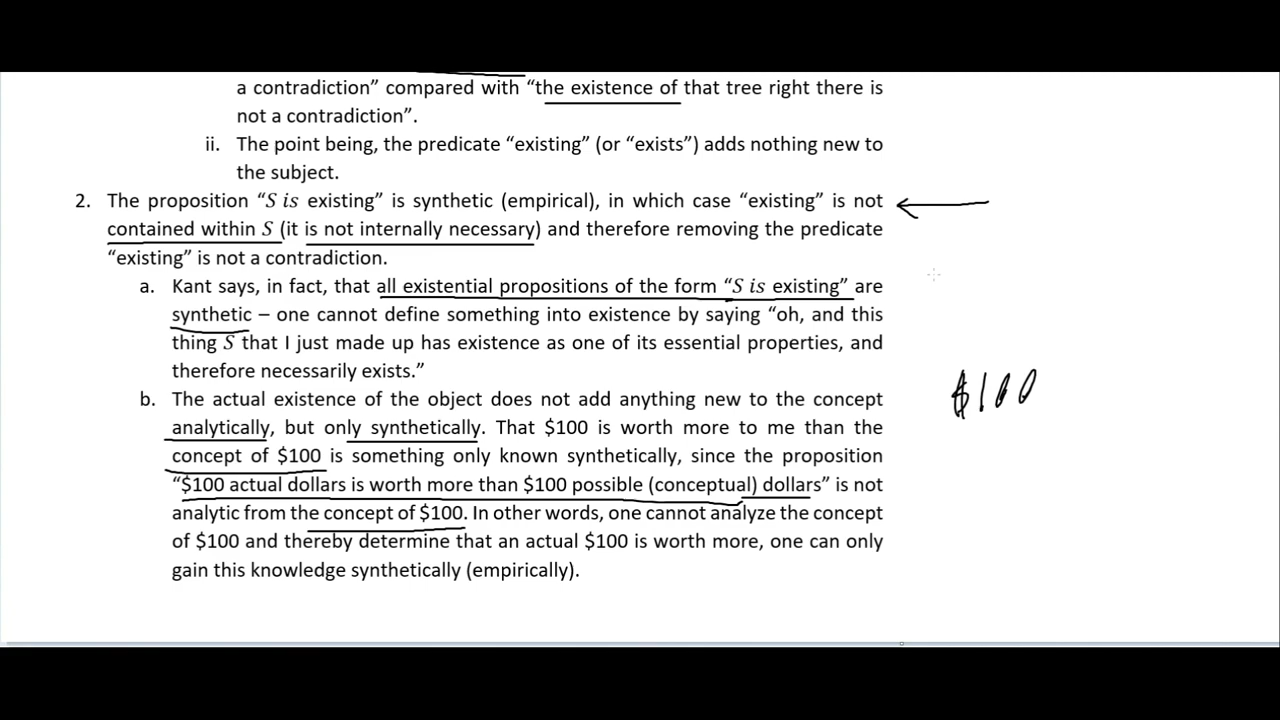 a contradiction” compared with “the existence of that tree right there is
not a contradiction”.
ii. The point being, the predicate “existing” (or “exists”) adds nothing new to
the subject.
2. The proposition “S is existing” is synthetic (empirical), in which case “existing” is not
contained within S (it is not internally necessary) and therefore removing the predicate
“existing” is not a contradiction.
a. Kant says, in fact, that all existential propositions of the form “S is existing” are
synthetic – one cannot define something into existence by saying “oh, and this
thing S that I just made up has existence as one of its essential properties, and
therefore necessarily exists.”
b. The actual existence of the object does not add anything new to the concept
$100
analytically, but only synthetically. That $100 is worth more to me than the
concept of $100 is something only known synthetically, since the proposition
“$100 actual dollars is worth more than $100 possible (conceptual) dollars” is not
analytic from the concept of $100. In other words, one cannot analyze the concept
of $100 and thereby determine that an actual $100 is worth more, one can only
gain this knowledge synthetically (empirically).